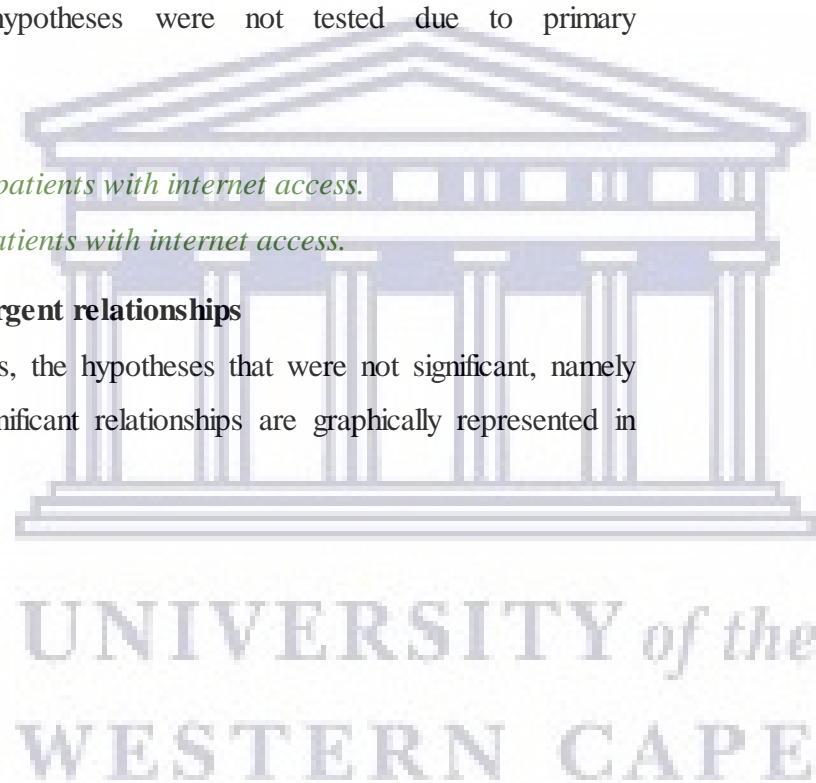 hypotheses were not tested due to primary
patients with internet access.
atients with internet access.
rgent relationships
s, the hypotheses that were not significant, namely
nificant relationships are graphically represented in
UNIVERSITY of the
WESTERN CAPE